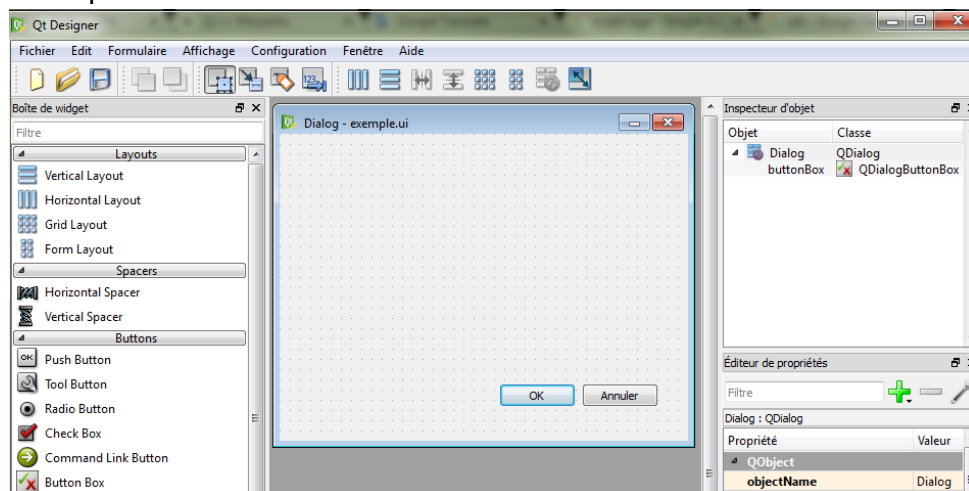 Qt Designer
Fichier Edit Formulaire Affichage Configuration Fenêtre Aide
123
Boîte de widget
Filtre
Layouts
Vertical Layout
Horizontal Layout
Grid Layout
Form Layout
Spacers
Horizontal Spacer
Vertical Spacer
Buttons
OK Push Button
Tool Button
Radio Button
Check Box
Command Link Button
Button Box
Dialog - exemple.ui
OK Annuler
Inspecteur d'objet
Objet Classe
Dialog QDialog
buttonBox QDialogButtonBox
Éditeur de propriétés
Filtre
Dialog : QDialog
Propriété Valeur
QObject
objectName Dialog